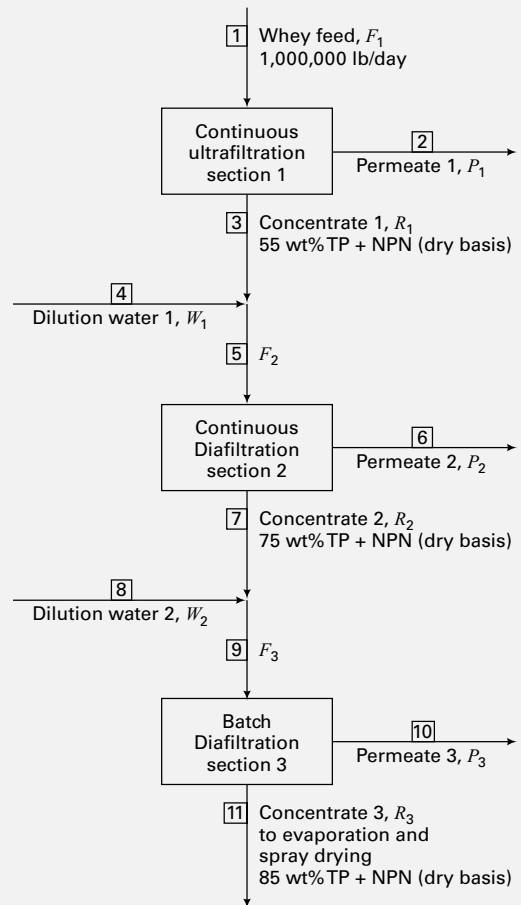 1 Whey feed, F1
1,000,000 lb/day
Continuous
ultrafiltration
section 1
2
Permeate 1, P1
3 Concentrate 1, R1
55 wt% TP + NPN (dry basis)
4
Dilution water 1, W1
5 F2
Continuous
Diafiltration
section 2
6
Permeate 2, P2
7 Concentrate 2, R2
75 wt% TP + NPN (dry basis)
8
Dilution water 2, W2
9 F3
Batch
Diafiltration
section 3
10
Permeate 3, P3
11 Concentrate 3, R3
to evaporation and
spray drying
85 wt% TP + NPN (dry basis)